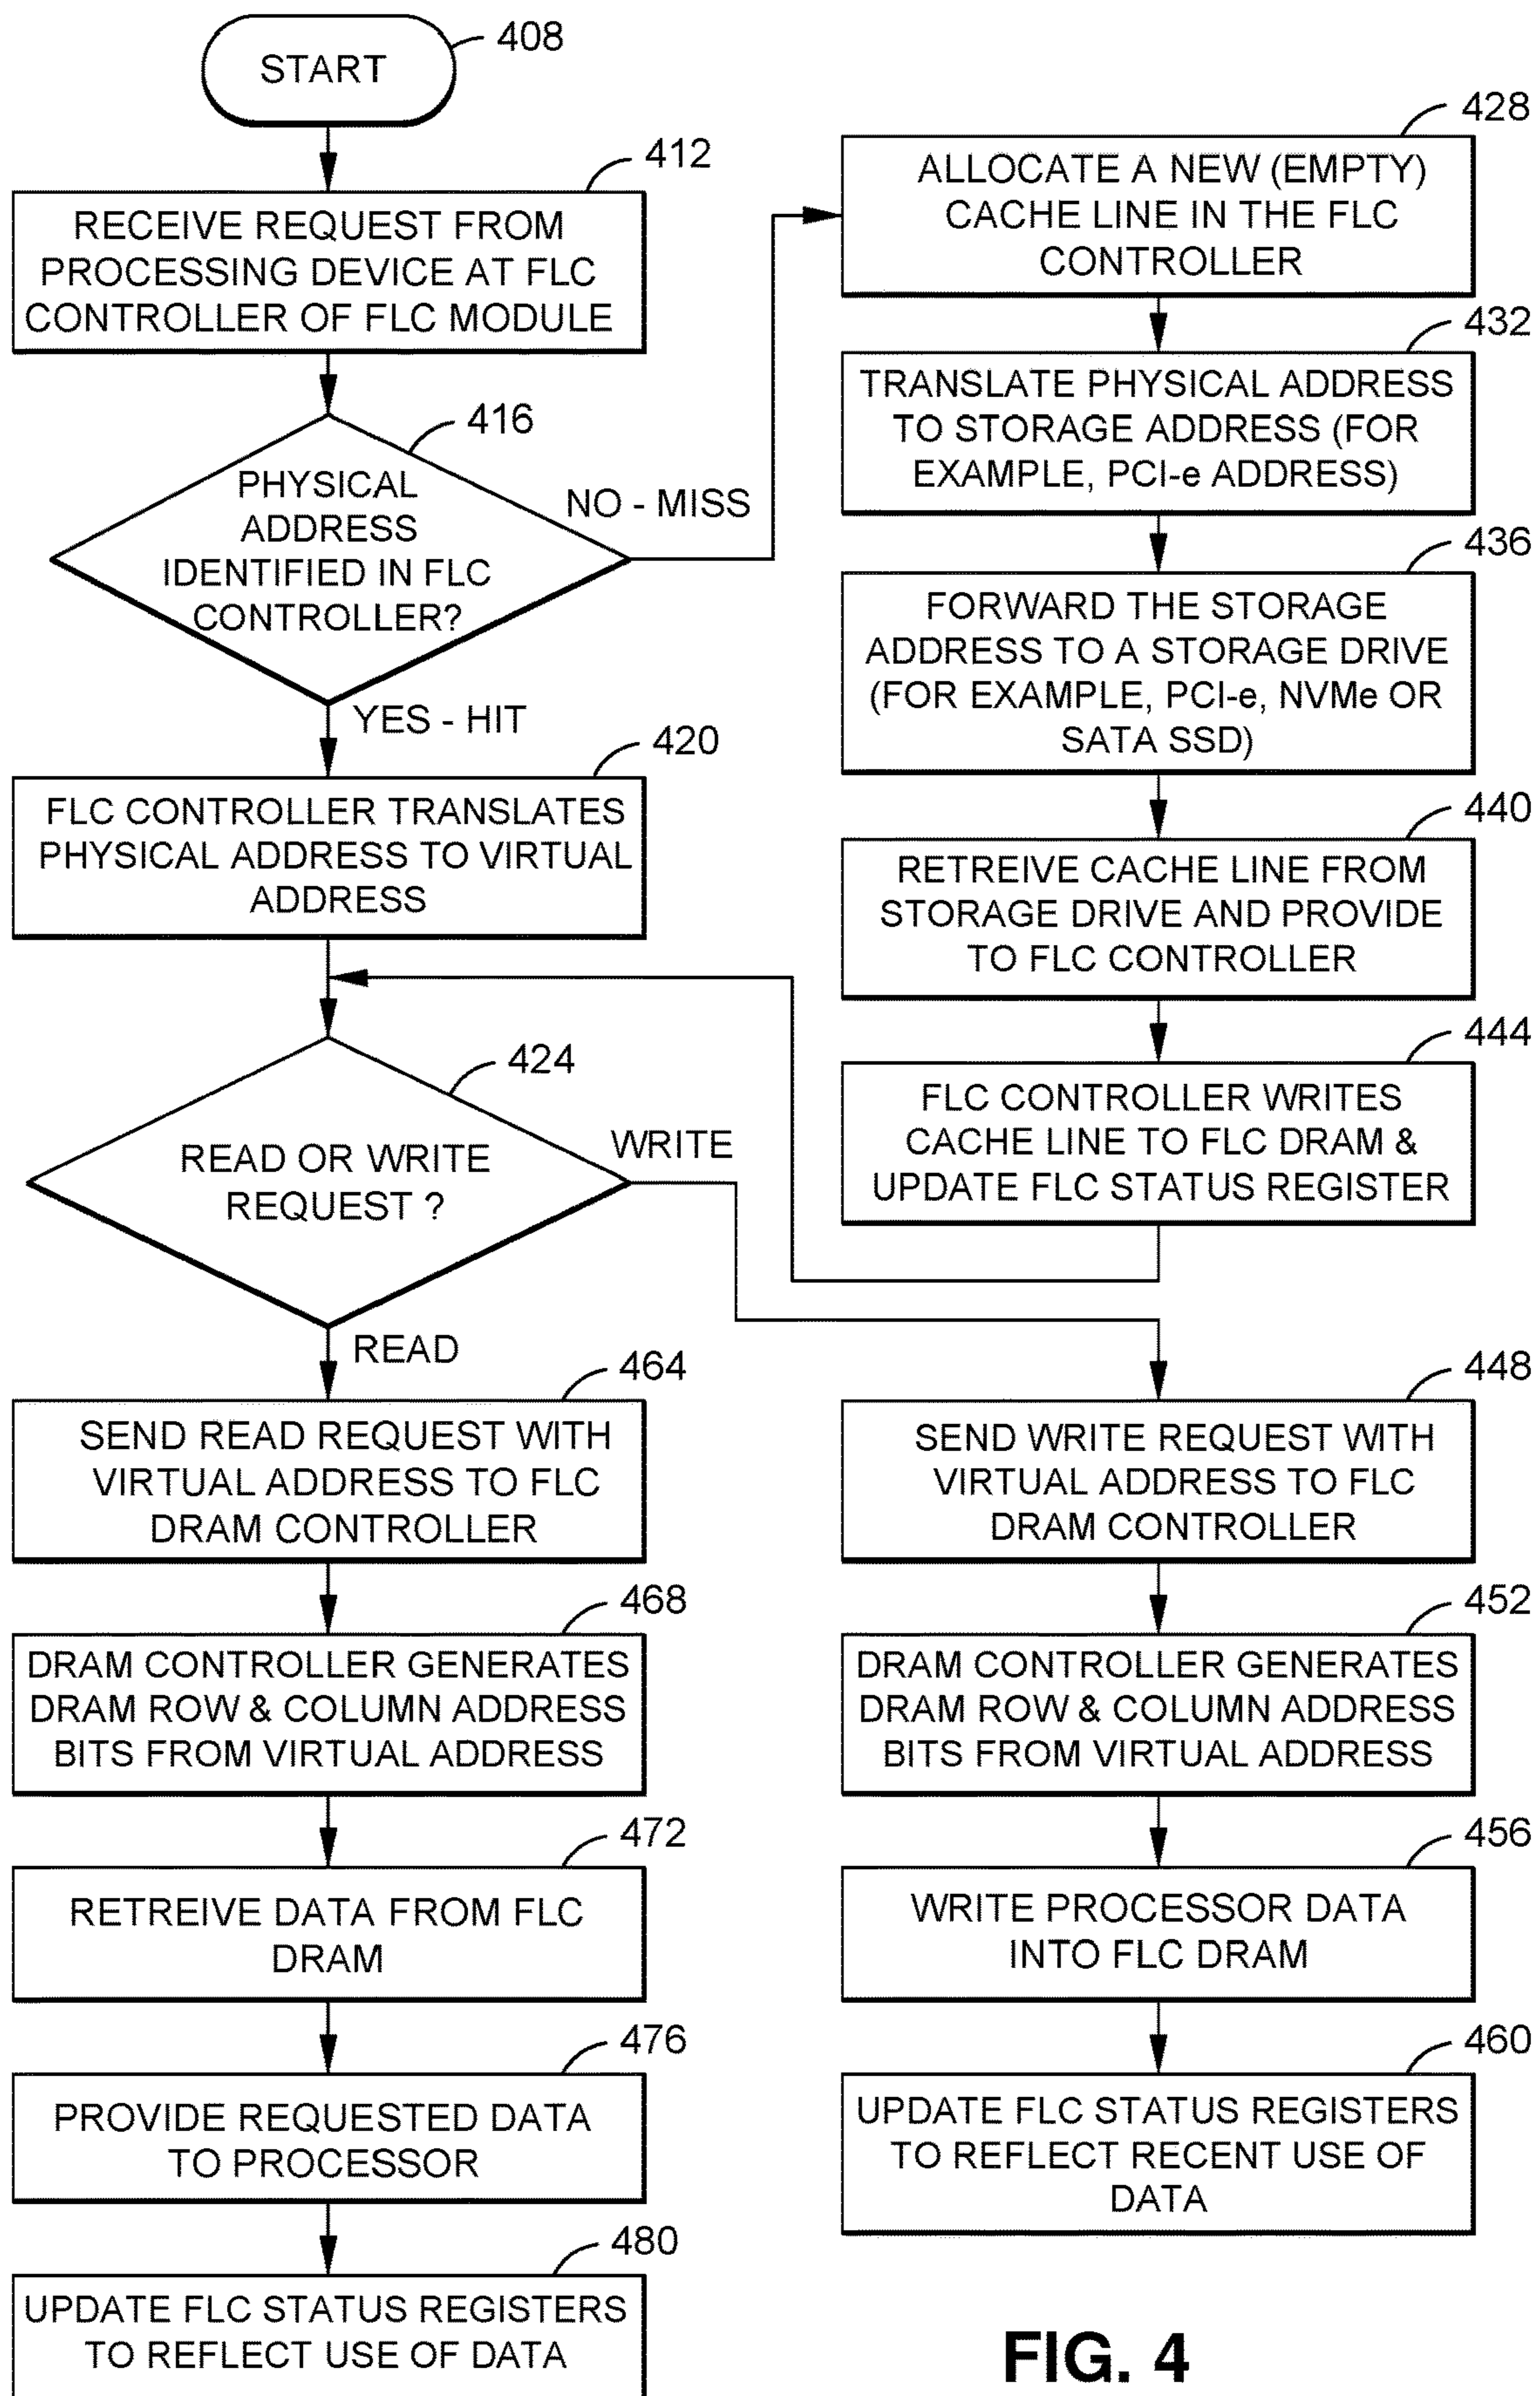 START
408
412
RECEIVE REQUEST FROM
PROCESSING DEVICE AT FLC
CONTROLLER OF FLC MODULE
416
PHYSICAL
ADDRESS
IDENTIFIED IN FLC
CONTROLLER?
NO - MISS
YES - HIT
420
FLC CONTROLLER TRANSLATES
PHYSICAL ADDRESS TO VIRTUAL
ADDRESS
424
READ OR WRITE
REQUEST ?
WRITE
READ
428
ALLOCATE A NEW (EMPTY)
CACHE LINE IN THE FLC
CONTROLLER
432
TRANSLATE PHYSICAL ADDRESS
TO STORAGE ADDRESS (FOR
EXAMPLE, PCI-e ADDRESS)
436
FORWARD THE STORAGE
ADDRESS TO A STORAGE DRIVE
(FOR EXAMPLE, PCI-e, NVMe OR
SATA SSD)
440
RETREIVE CACHE LINE FROM
STORAGE DRIVE AND PROVIDE
TO FLC CONTROLLER
444
FLC CONTROLLER WRITES
CACHE LINE TO FLC DRAM &
UPDATE FLC STATUS REGISTER
464
SEND READ REQUEST WITH
VIRTUAL ADDRESS TO FLC
DRAM CONTROLLER
468
DRAM CONTROLLER GENERATES
DRAM ROW & COLUMN ADDRESS
BITS FROM VIRTUAL ADDRESS
472
RETREIVE DATA FROM FLC
DRAM
476
PROVIDE REQUESTED DATA
TO PROCESSOR
480
UPDATE FLC STATUS REGISTERS
TO REFLECT USE OF DATA
448
SEND WRITE REQUEST WITH
VIRTUAL ADDRESS TO FLC
DRAM CONTROLLER
452
DRAM CONTROLLER GENERATES
DRAM ROW & COLUMN ADDRESS
BITS FROM VIRTUAL ADDRESS
456
WRITE PROCESSOR DATA
INTO FLC DRAM
460
UPDATE FLC STATUS REGISTERS
TO REFLECT RECENT USE OF
DATA
FIG. 4